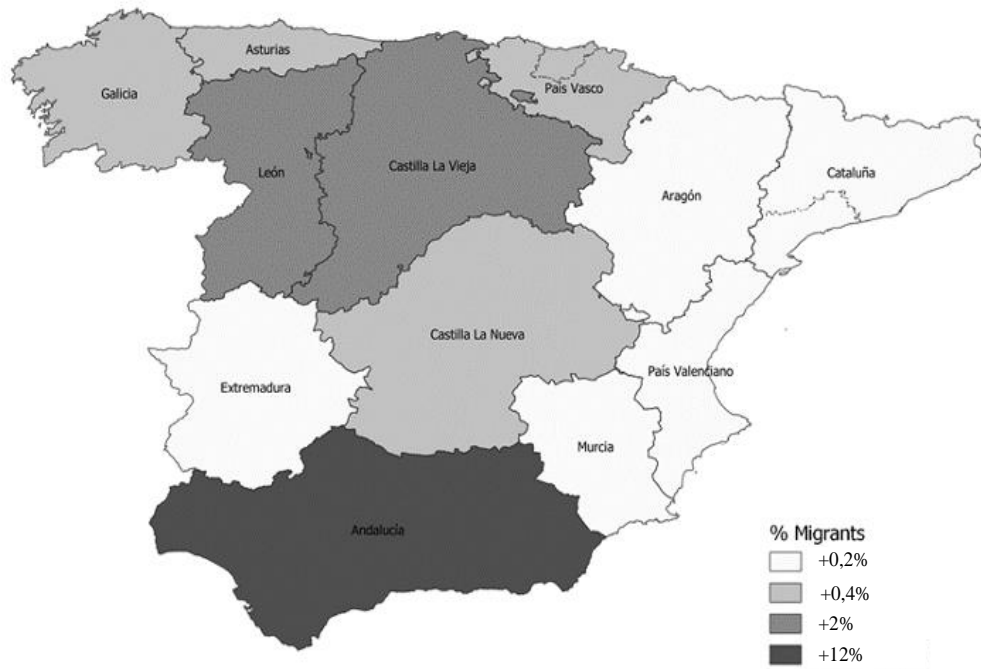 Asturias
Galicia
País Vasco
León
Castilla La Vieja
Aragón
Cataluña
Castilla La Nueva
País Valenciano
Extremadura
Murcia
Andalucía
% Migrants
+0,2%
+0,4%
+2%
+12%